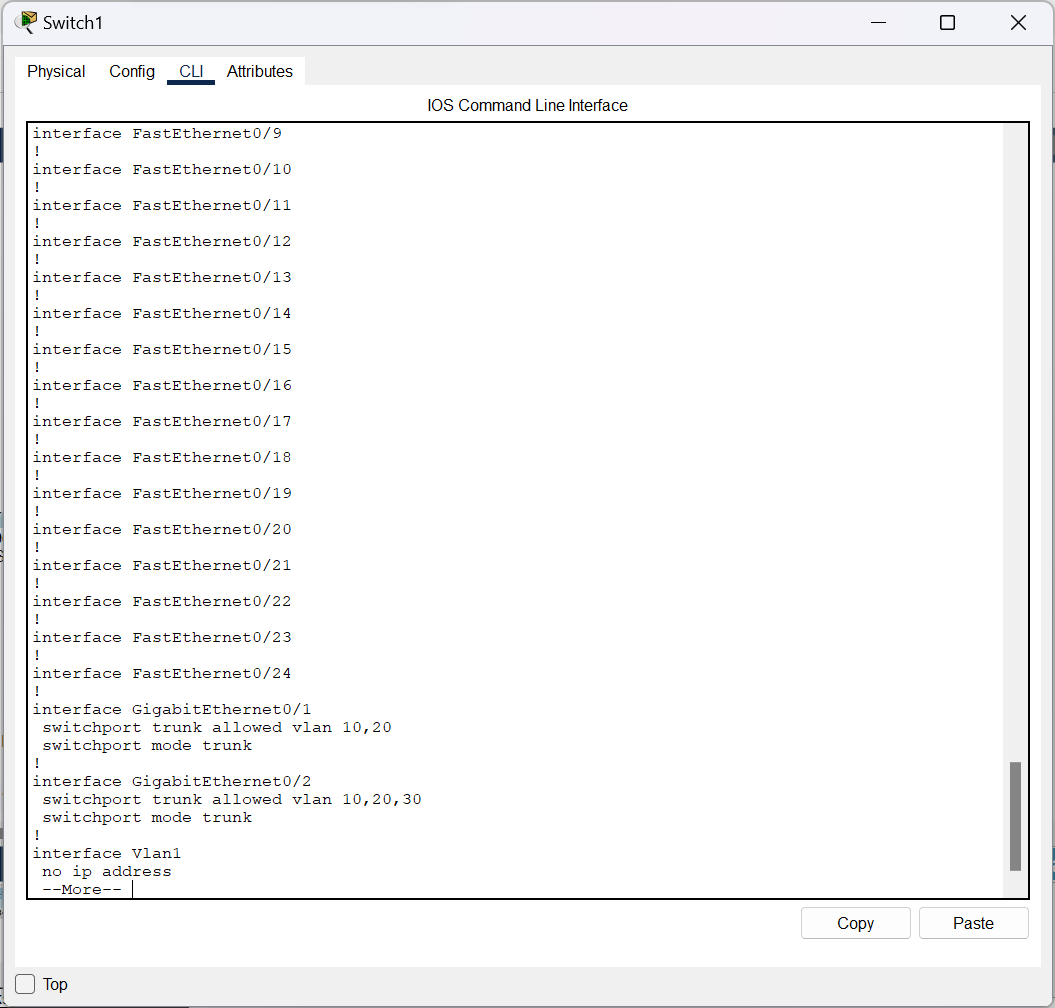 Switch1
Physical Config CLI Attributes
IOS Command Line Interface
interface FastEthernet0/9
!
interface FastEthernet0/10
!
interface FastEthernet0/11
!
interface FastEthernet0/12
!
interface FastEthernet0/13
!
interface FastEthernet0/14
!
interface FastEthernet0/15
!
interface FastEthernet0/16
!
interface FastEthernet0/17
!
interface FastEthernet0/18
!
interface FastEthernet0/19
!
interface FastEthernet0/20
!
interface FastEthernet0/21
!
interface FastEthernet0/22
!
interface FastEthernet0/23
!
interface FastEthernet0/24
!
interface GigabitEthernet0/1
 switchport trunk allowed vlan 10,20
 switchport mode trunk
!
interface GigabitEthernet0/2
 switchport trunk allowed vlan 10,20,30
 switchport mode trunk
!
interface Vlan1
 no ip address
 --More--
Copy Paste
Top